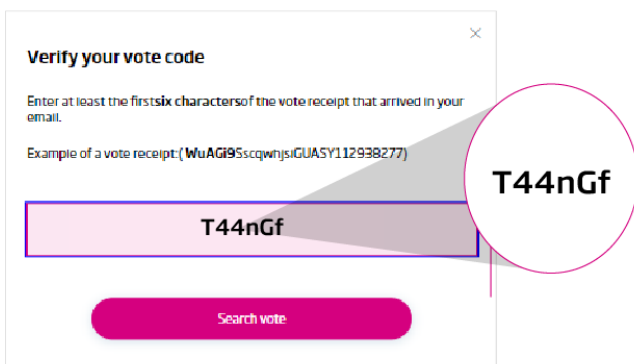 Verify your vote code
Enter at least the firstsix charactersof the vote receipt that arrived in your
email.
Example of a vote receipt:( WuAGi9SscqwhjsiGUASY112938277)
T44nGf
T44nGf
Search vote